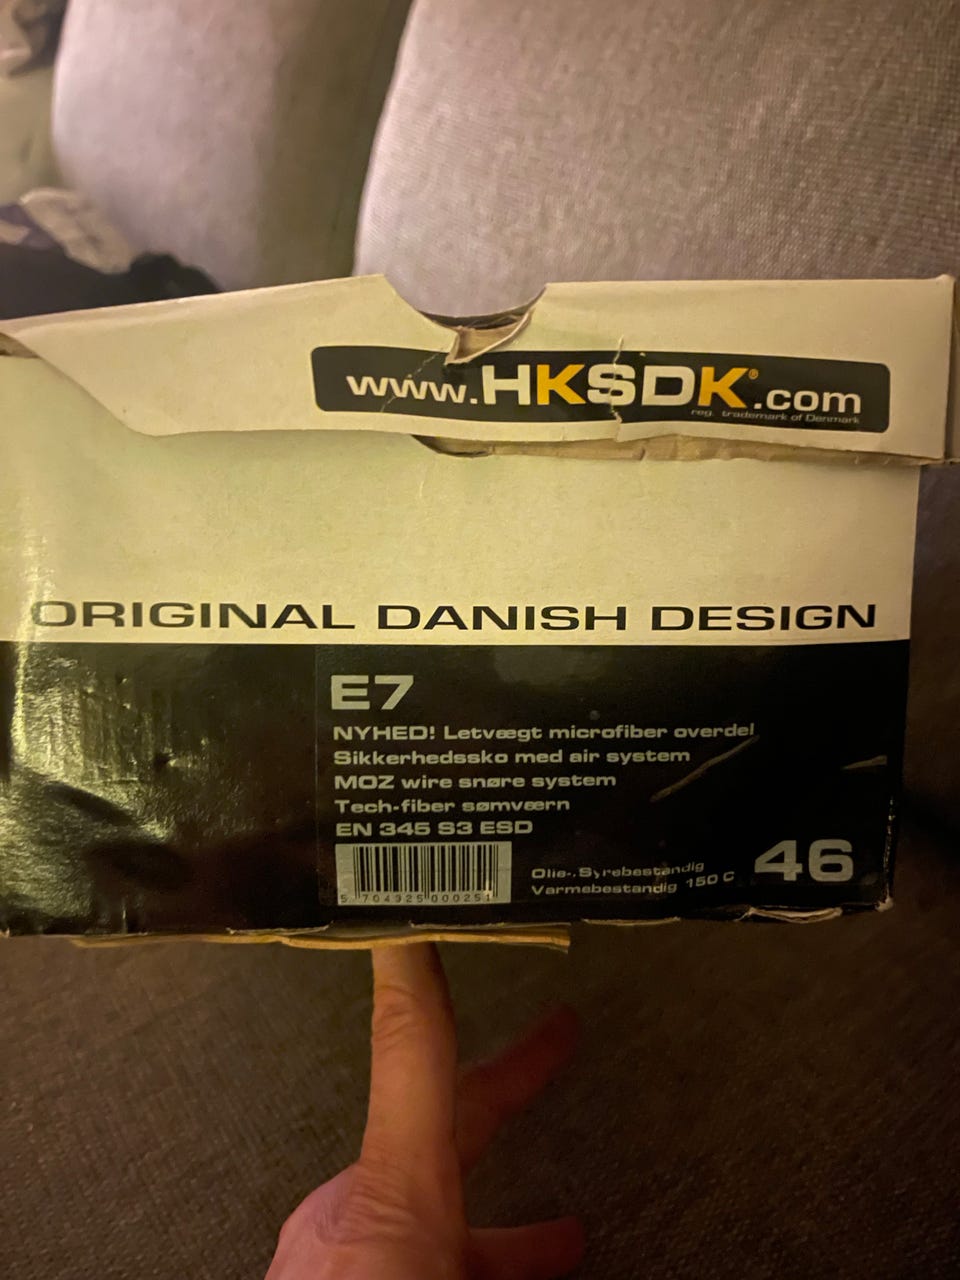 www.HKSDK®.com
reg. trademark of Denmark
ORIGINAL DANISH DESIGN
E7
NYHED! Letvægt microfiber overdel
Sikkerhedssko med air system
MOZ wire snøre system
Tech-fiber sømværn
EN 345 S3 ESD
5 704325 000251
Olie-. Syrebestandig
Varmebestandig 150 C
46